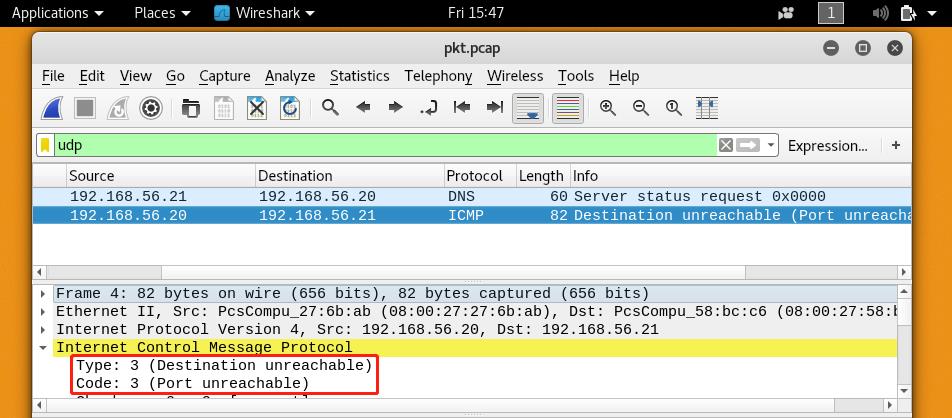 Applications Places Wireshark Fri 15:47 1
pkt.pcap
File Edit View Go Capture Analyze Statistics Telephony Wireless Tools Help
udp Expression... +
Source Destination Protocol Length Info
192.168.56.21 192.168.56.20 DNS 60 Server status request 0x0000
192.168.56.20 192.168.56.21 ICMP 82 Destination unreachable (Port unreacha
Frame 4: 82 bytes on wire (656 bits), 82 bytes captured (656 bits)
Ethernet II, Src: PcsCompu_27:6b:ab (08:00:27:27:6b:ab), Dst: PcsCompu_58:bc:c6 (08:00:27:58:b
Internet Protocol Version 4, Src: 192.168.56.20, Dst: 192.168.56.21
Internet Control Message Protocol
Type: 3 (Destination unreachable)
Code: 3 (Port unreachable)